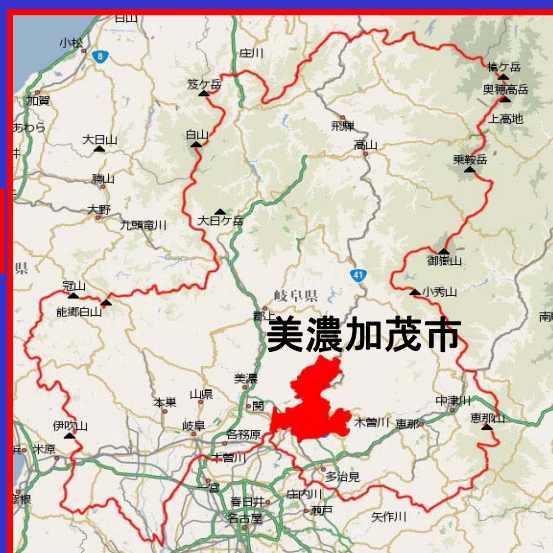 白山
小松
8
庄川
加賀
笈ケ岳
槍ケ岳
奥穂高岳
上高地
あわら
大日山
白山
飛騨
高山
乗鞍岳
勝山
大野
九頭竜川
大日ケ岳
御嶽山
県
冠山
能郷白山
41
小秀山
岐阜県
郡上
美濃加茂市
美濃
関
山県
本巣
岐阜
各務原
木曽川
木曽川
恵那
中津川
恵那山
伊吹山
米原
一宮
多治見
春日井
庄内川
瀬戸
名古屋
矢作川